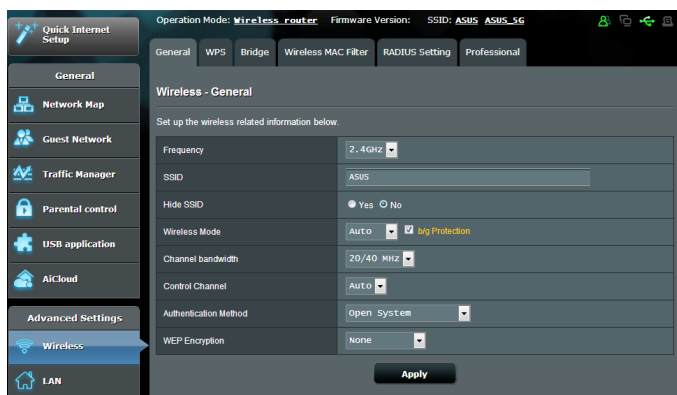 Quick Internet
Setup
Operation Mode: Wireless router Firmware Version: SSID: ASUS ASUS_5G
General WPS Bridge Wireless MAC Filter RADIUS Setting Professional
General
Network Map
Guest Network
Traffic Manager
Parental control
USB application
AiCloud
Advanced Settings
Wireless
LAN
Wireless - General
Set up the wireless related information below.
Frequency 2.4GHz
SSID ASUS
Hide SSID Yes No
Wireless Mode Auto b/g Protection
Channel bandwidth 20/40 MHz
Control Channel Auto
Authentication Method Open System
WEP Encryption None
Apply